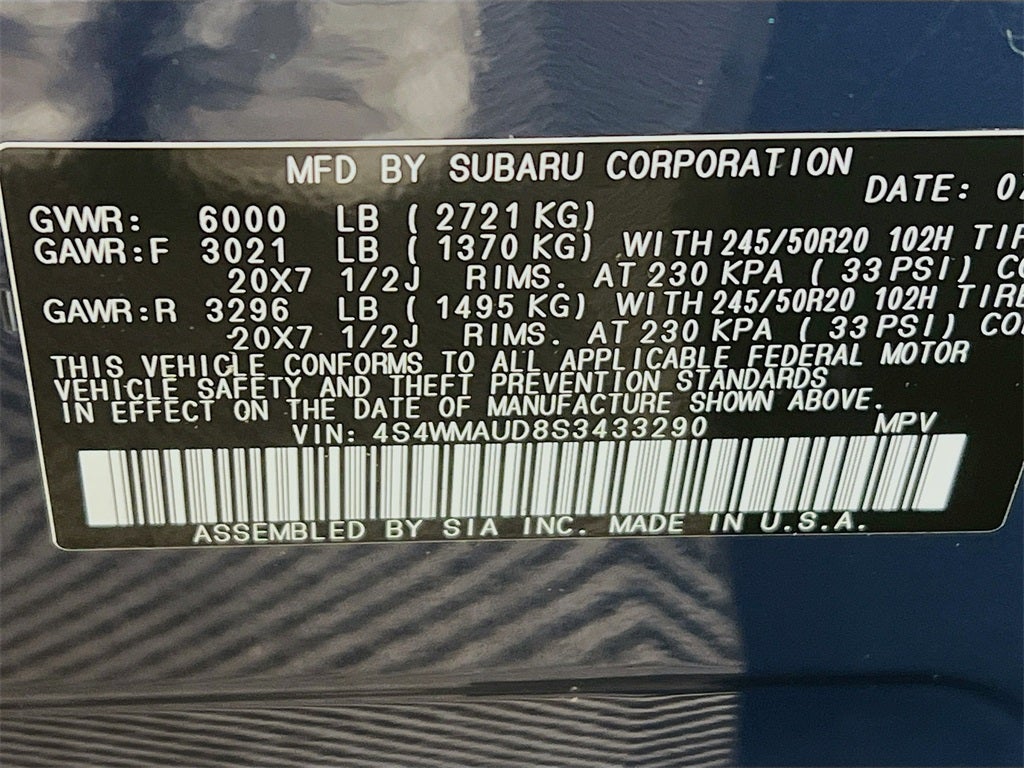 MFD BY SUBARU CORPORATION
DATE:
GVWR: 6000 LB ( 2721 KG)
GAWR:F 3021 LB ( 1370 KG) WITH 245/50R20 102H
20X7 1/2J RIMS. AT 230 KPA ( 33 PSI)
GAWR:R 3296 LB ( 1495 KG) WITH 245/50R20 102H TIRE
20X7 1/2J RIMS. AT 230 KPA ( 33 PSI)
THIS VEHICLE CONFORMS TO ALL APPLICABLE FEDERAL MOTOR
VEHICLE SAFETY AND THEFT PREVENTION STANDARDS
IN EFFECT ON THE DATE OF MANUFACTURE SHOWN ABOVE.
VIN: 4S4WMAUD8S3433290 MPV
ASSEMBLED BY SIA INC. MADE IN U.S.A.